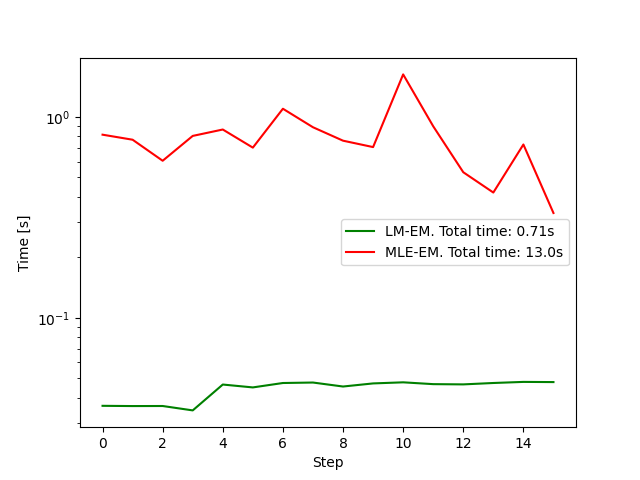 Time [s]
10⁰
10⁻¹
LM-EM. Total time: 0.71s
MLE-EM. Total time: 13.0s
0 2 4 6 8 10 12 14
Step